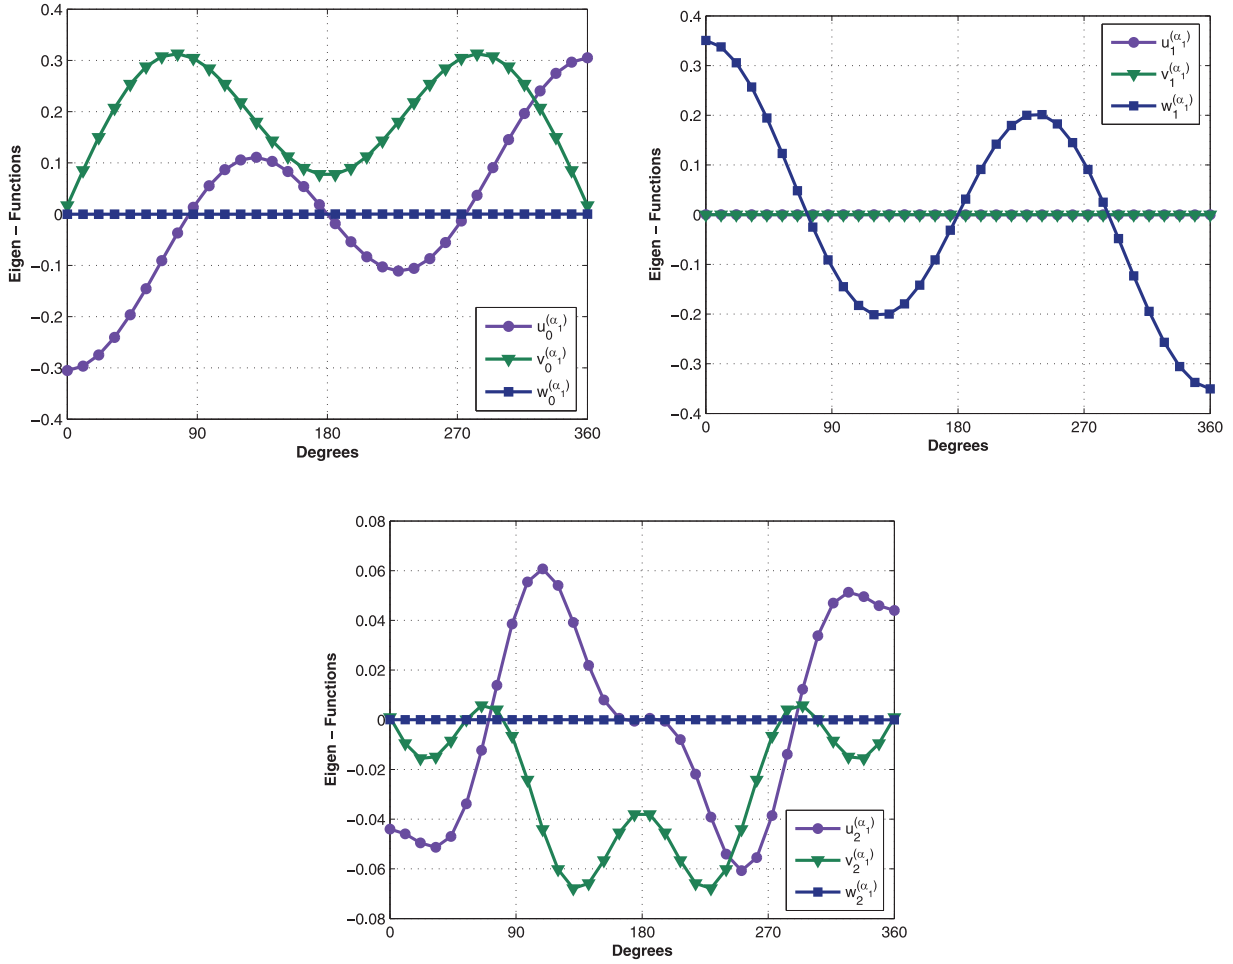 0.4
0.3
0.2
0.1
0
−0.1
−0.2
−0.3
−0.4
0 90 180 270 360
Degrees
Eigen − Functions
u₀^(α₁)
v₀^(α₁)
w₀^(α₁)
0.4
0.3
0.2
0.1
0
−0.1
−0.2
−0.3
−0.4
0 90 180 270 360
Degrees
Eigen − Functions
u₁^(α₁)
v₁^(α₁)
w₁^(α₁)
0.08
0.06
0.04
0.02
0
−0.02
−0.04
−0.06
−0.08
0 90 180 270 360
Degrees
Eigen − Functions
u₂^(α₁)
v₂^(α₁)
w₂^(α₁)